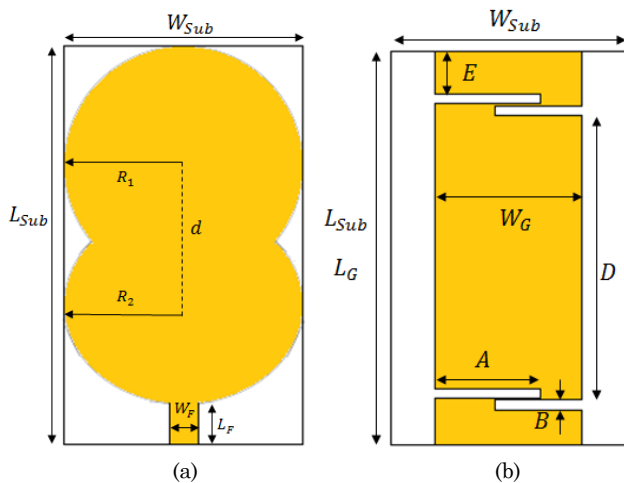 W_Sub
R_1
L_Sub
d
R_2
W_F
L_F
(a)
W_Sub
E
L_Sub
W_G
L_G
D
A
B
(b)